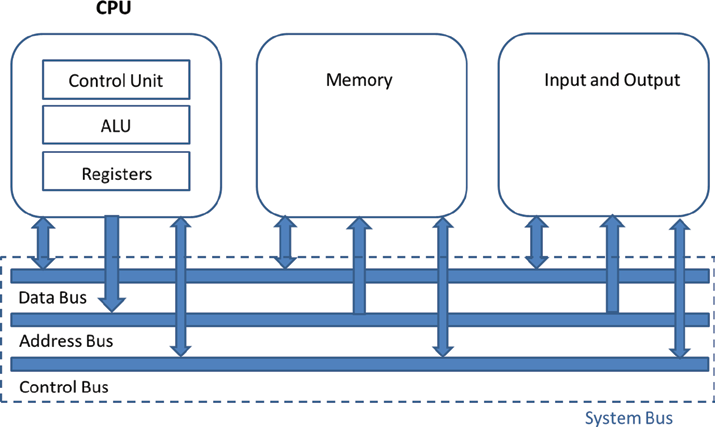 CPU
Control Unit
ALU
Registers
Memory
Input and Output
Data Bus
Address Bus
Control Bus
System Bus